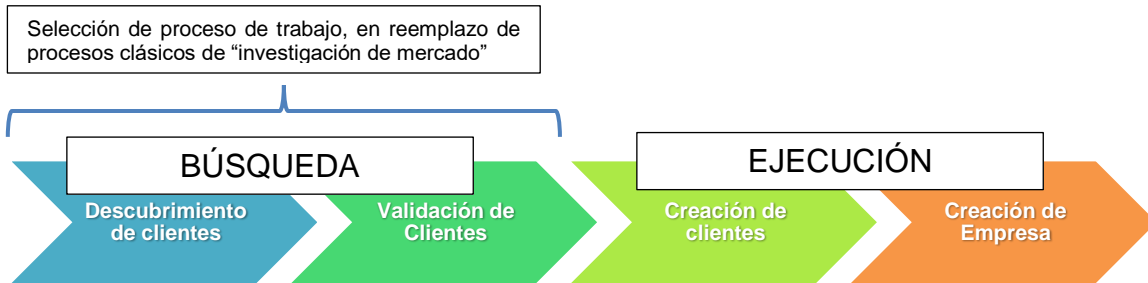 Selección de proceso de trabajo, en reemplazo de
procesos clásicos de “investigación de mercado”
BÚSQUEDA
EJECUCIÓN
Descubrimiento
de clientes
Validación de
Clientes
Creación de
clientes
Creación de
Empresa